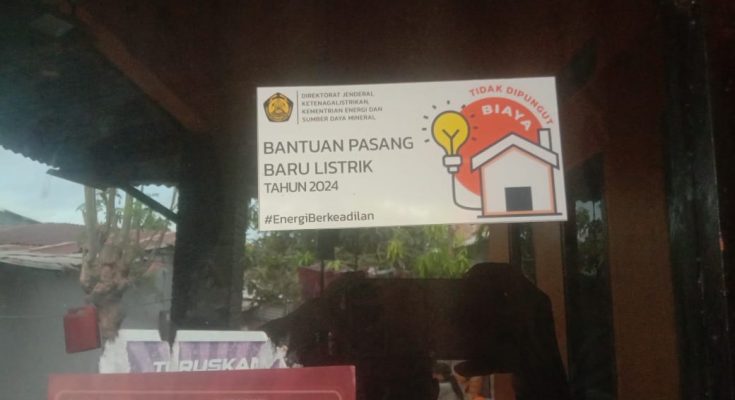 DIREKTORAT JENDERAL
KETENAGALISTRIKAN,
KEMENTRIAN ENERGI DAN
SUMBER DAYA MINERAL
TIDAK DIPUNGUT
BIAYA
BANTUAN PASANG
BARU LISTRIK
TAHUN 2024
#EnergiBerkeadilan
TERUSKAN